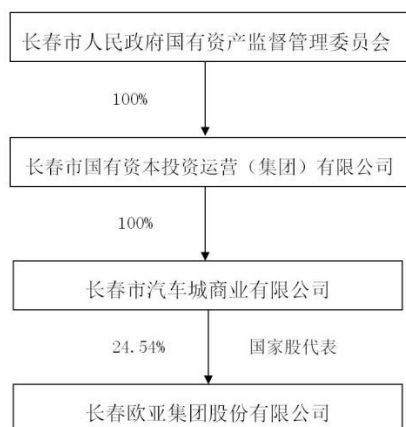 长春市人民政府国有资产监督管理委员会
100%
长春市国有资本投资运营（集团）有限公司
100%
长春市汽车城商业有限公司
24.54% 国家股代表
长春欧亚集团股份有限公司